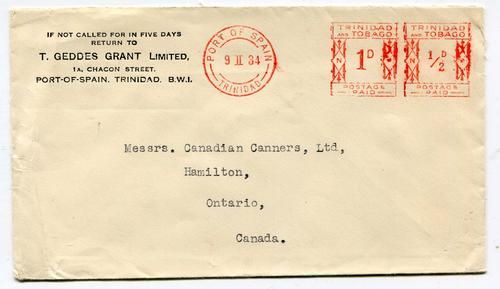 IF NOT CALLED FOR IN FIVE DAYS
RETURN TO
T. GEDDES GRANT LIMITED,
1A, CHACON STREET,
PORT-OF-SPAIN, TRINIDAD, B.W.I.
PORT OF SPAIN
9 II 34
TRINIDAD
TRINIDAD
AND TOBAGO
1D
N
POSTAGE
PAID
TRINIDAD
AND TOBAGO
1/2 D
N
POSTAGE
PAID
Messrs. Canadian Canners, Ltd,
Hamilton,
Ontario,
Canada.